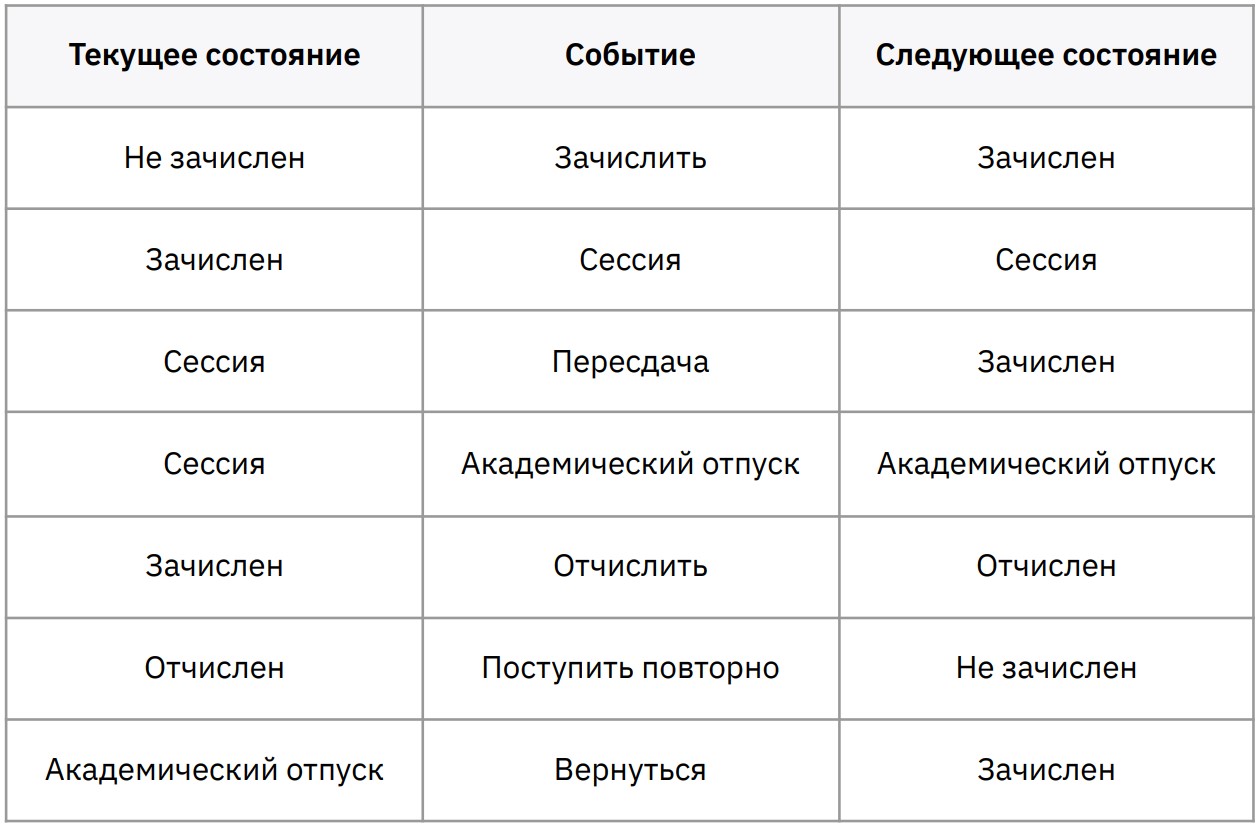 Текущее состояние Событие Следующее состояние
Не зачислен Зачислить Зачислен
Зачислен Сессия Сессия
Сессия Пересдача Зачислен
Сессия Академический отпуск Академический отпуск
Зачислен Отчислить Отчислен
Отчислен Поступить повторно Не зачислен
Академический отпуск Вернуться Зачислен